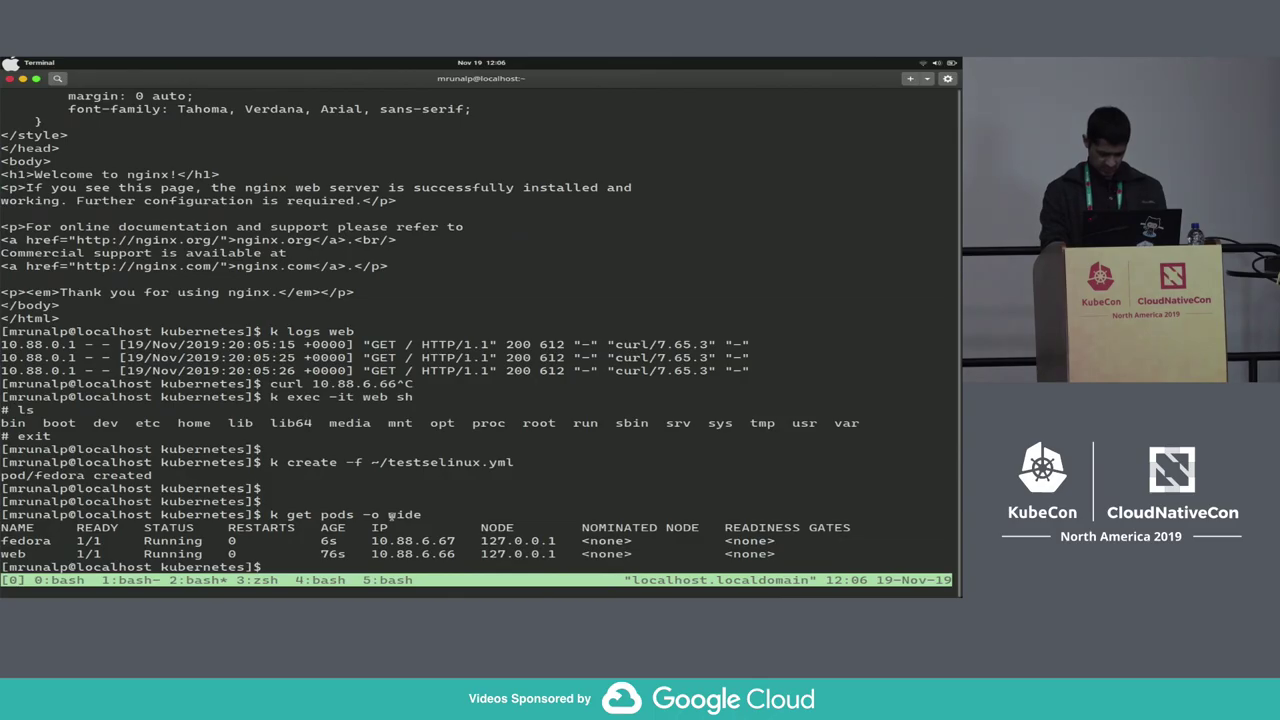 Terminal
Nov 19 12:06
mrunalp@localhost:~
margin: 0 auto;
font-family: Tahoma, Verdana, Arial, sans-serif;
}
</style>
</head>
<body>
<h1>Welcome to nginx!</h1>
<p>If you see this page, the nginx web server is successfully installed and
working. Further configuration is required.</p>
<p>For online documentation and support please refer to
<a href="http://nginx.org/">nginx.org</a>.<br/>
Commercial support is available at
<a href="http://nginx.com/">nginx.com</a>.</p>
<p><em>Thank you for using nginx.</em></p>
</body>
</html>
[mrunalp@localhost kubernetes]$ k logs web
10.88.0.1 - - [19/Nov/2019:20:05:15 +0000] "GET / HTTP/1.1" 200 612 "-" "curl/7.65.3" "-"
10.88.0.1 - - [19/Nov/2019:20:05:25 +0000] "GET / HTTP/1.1" 200 612 "-" "curl/7.65.3" "-"
10.88.0.1 - - [19/Nov/2019:20:05:26 +0000] "GET / HTTP/1.1" 200 612 "-" "curl/7.65.3" "-"
[mrunalp@localhost kubernetes]$ curl 10.88.6.66^C
[mrunalp@localhost kubernetes]$ k exec -it web sh
# ls
bin boot dev etc home lib lib64 media mnt opt proc root run sbin srv sys tmp usr var
# exit
[mrunalp@localhost kubernetes]$
[mrunalp@localhost kubernetes]$ k create -f ~/testselinux.yml
pod/fedora created
[mrunalp@localhost kubernetes]$
[mrunalp@localhost kubernetes]$
[mrunalp@localhost kubernetes]$ k get pods -o wide
NAME READY STATUS RESTARTS AGE IP NODE NOMINATED NODE READINESS GATES
fedora 1/1 Running 0 6s 10.88.6.67 127.0.0.1 <none> <none>
web 1/1 Running 0 76s 10.88.6.66 127.0.0.1 <none> <none>
[mrunalp@localhost kubernetes]$
[0] 0:bash 1:bash- 2:bash* 3:zsh 4:bash 5:bash "localhost.localdomain" 12:06 19-Nov-19
KubeCon CloudNativeCon
North America 2019
KubeCon CloudNativeCon
North America 2019
Videos Sponsored by Google Cloud